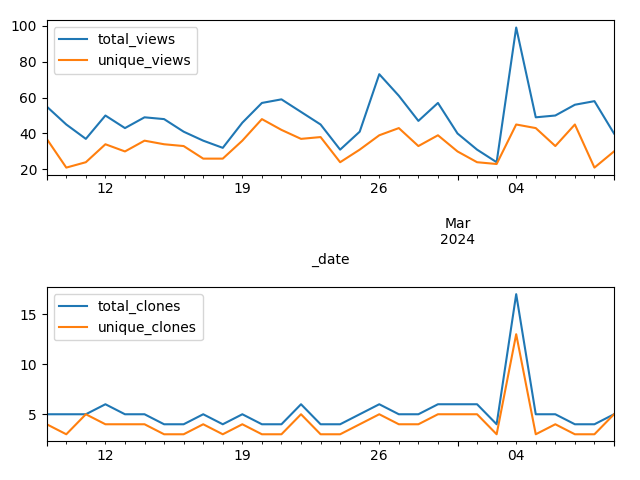 100
80
60
40
20
total_views
unique_views
12
19
26
04
Mar
2024
_date
15
10
5
total_clones
unique_clones
12
19
26
04